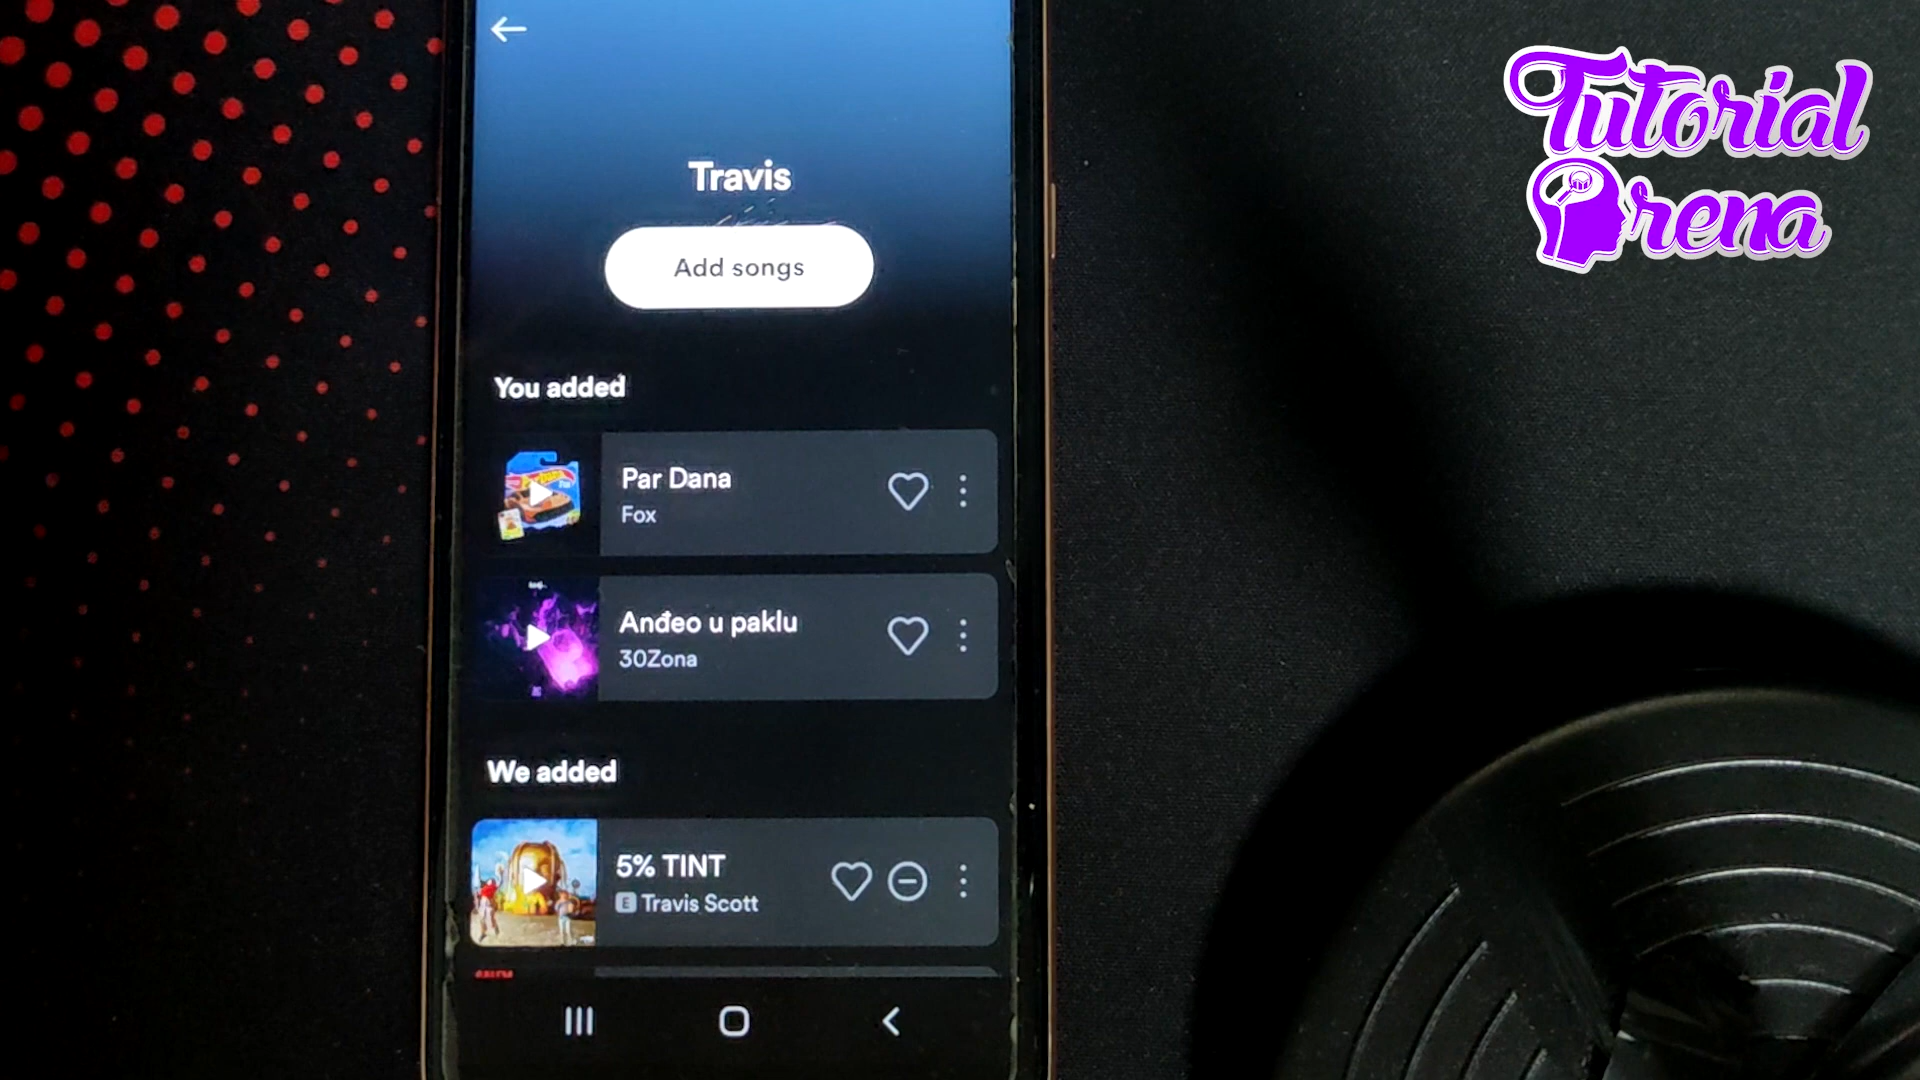 Tutorial
Arena
Travis
Add songs
You added
Par Dana
Fox
Anđeo u paklu
30Zona
We added
5% TINT
E Travis Scott